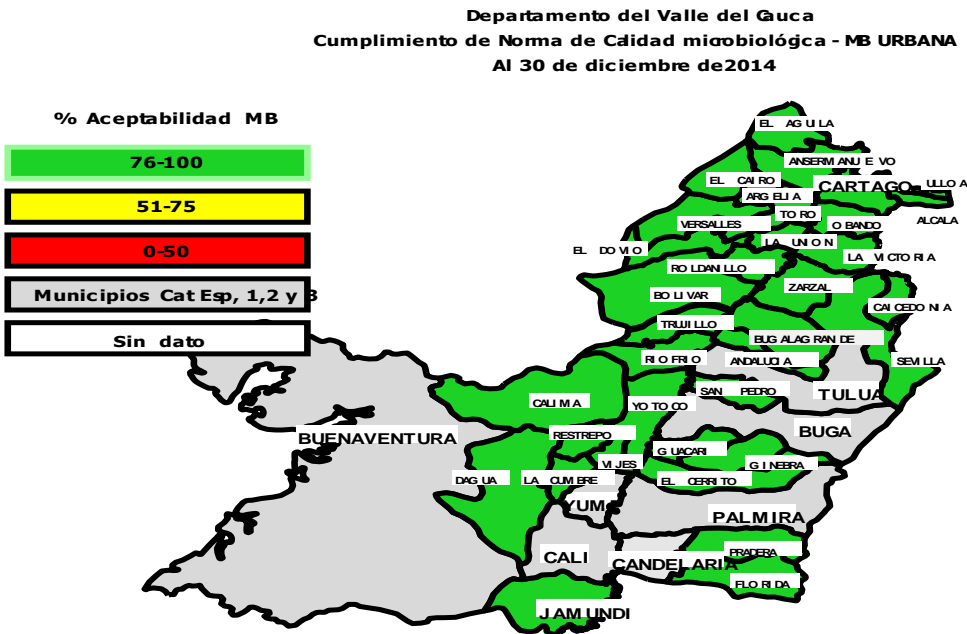 Departamento del Valle del Cauca
Cumplimiento de Norma de Calidad microbiológica - MB URBANA
Al 30 de diciembre de 2014
% Aceptabilidad MB
76-100
51-75
0-50
Municipios Cat Esp, 1,2 y 3
Sin dato
EL AGUILA
ANSERMANUEVO
EL CAIRO
CARTAGO
ULLOA
ARGELIA
ALCALA
TORO
OBANDO
VERSALLES
LA UNION
EL DOVIO
LA VICTORIA
ROLDANILLO
ZARZAL
BOLIVAR
CAICEDONIA
TRUJILLO
BUGALAGRANDE
RIOFRIO
ANDALUCIA
SEVILLA
SAN PEDRO
TULUA
CALIMA
YOTOCO
BUGA
BUENAVENTURA
RESTREPO
GUACARI
VIJES
GINEBRA
DAGUA
LA CUMBRE
EL CERRITO
YUM
PALMIRA
CALI
CANDELARIA
PRADERA
FLORIDA
JAMUNDI